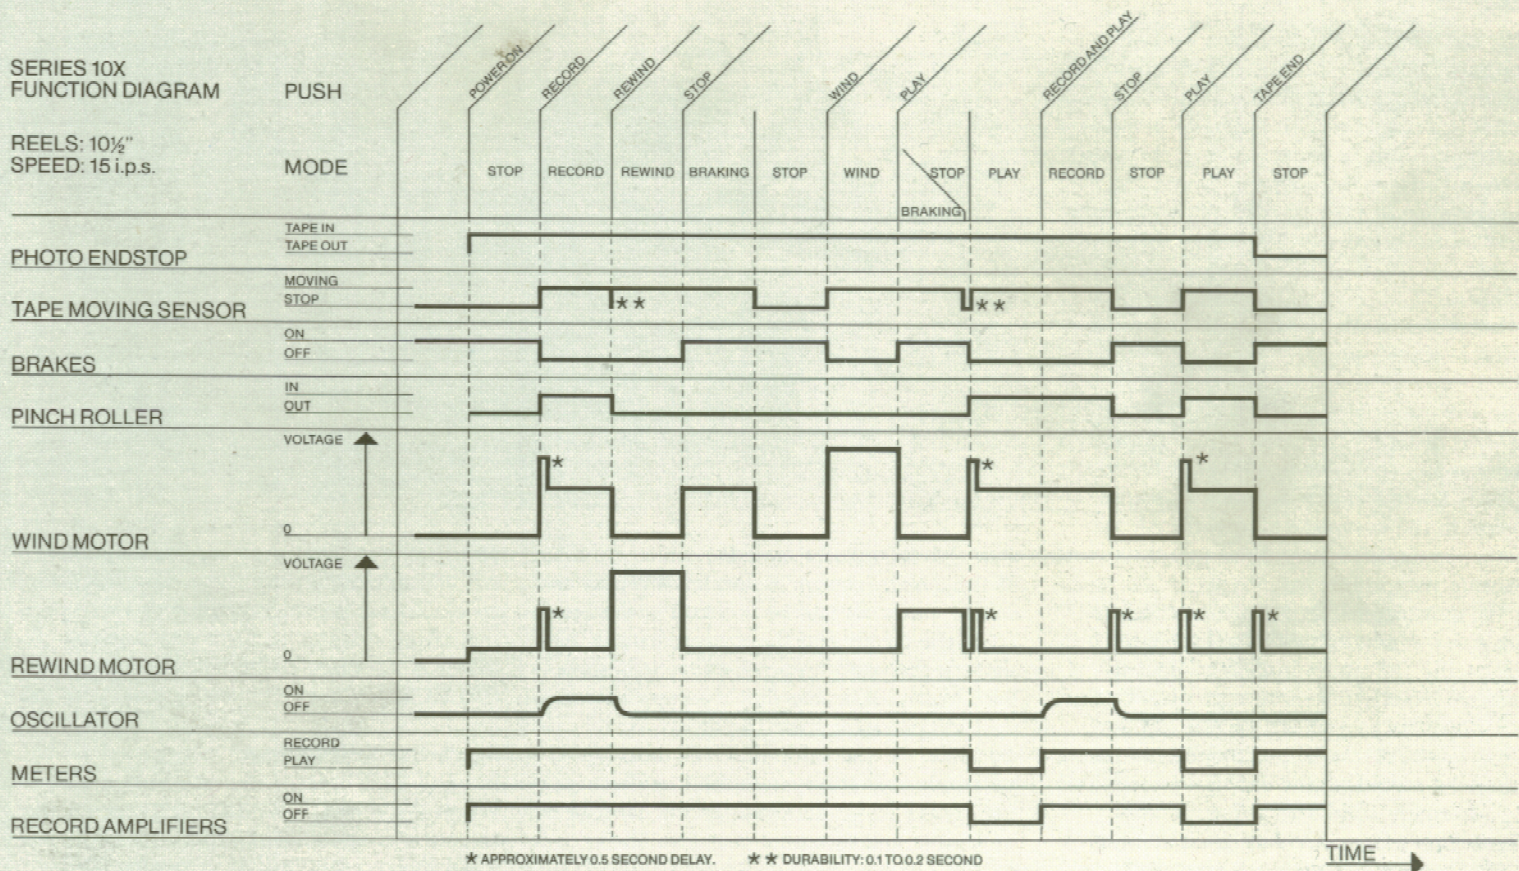 SERIES 10X
FUNCTION DIAGRAM
PUSH
POWER ON
RECORD
REWIND
STOP
WIND
PLAY
RECORD AND PLAY
STOP
PLAY
TAPE END
REELS: 10½"
SPEED: 15 i.p.s.
MODE
STOP
RECORD
REWIND
BRAKING
STOP
WIND
STOP
BRAKING
PLAY
RECORD
STOP
PLAY
STOP
TAPE IN
TAPE OUT
PHOTO ENDSTOP
MOVING
STOP
**
**
TAPE MOVING SENSOR
ON
OFF
BRAKES
IN
OUT
PINCH ROLLER
VOLTAGE
*
*
*
0
WIND MOTOR
VOLTAGE
*
*
*
*
*
0
REWIND MOTOR
ON
OFF
OSCILLATOR
RECORD
PLAY
METERS
ON
OFF
RECORD AMPLIFIERS
* APPROXIMATELY 0.5 SECOND DELAY.
** DURABILITY: 0.1 TO 0.2 SECOND
TIME